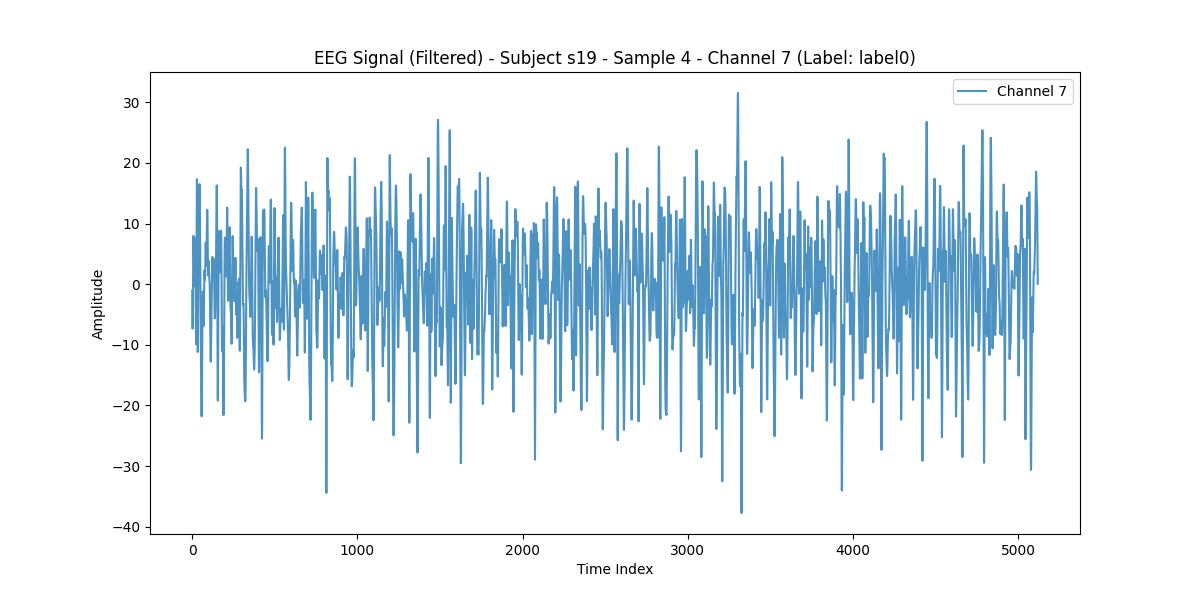 EEG Signal (Filtered) - Subject s19 - Sample 4 - Channel 7 (Label: label0)
Channel 7
30
20
10
0
−10
−20
−30
−40
Amplitude
0 1000 2000 3000 4000 5000
Time Index